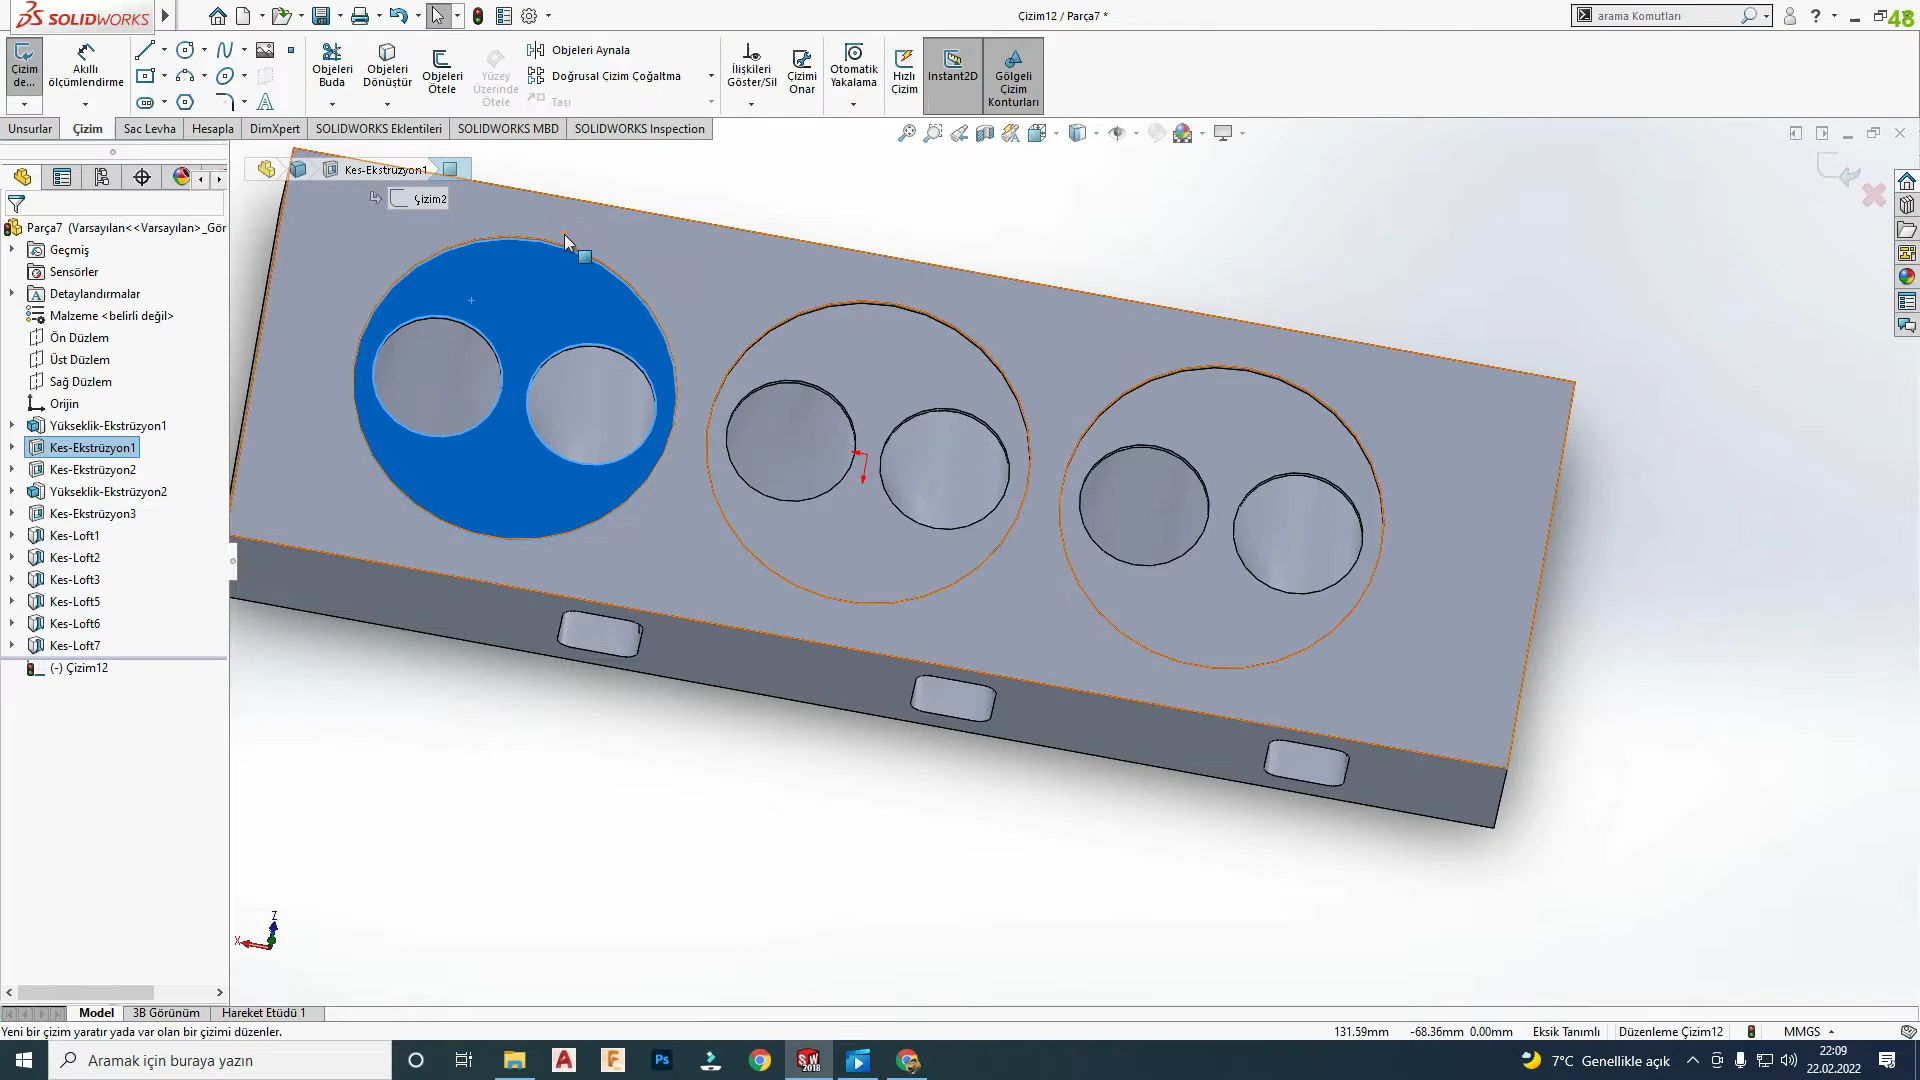 SOLIDWORKS
Çizim12 / Parça7 *
arama Komutları
48
Çizim de...
Akıllı ölçümlendirme
Objeleri Buda
Objeleri Dönüştür
Objeleri Ötele
Yüzey Üzerinde Ötele
Objeleri Aynala
Doğrusal Çizim Çoğaltma
Taşı
İlişkileri Göster/Sil
Çizimi Onar
Otomatik Yakalama
Hızlı Çizim
Instant2D
Gölgeli Çizim Konturları
Unsurlar
Çizim
Sac Levha
Hesapla
DimXpert
SOLIDWORKS Eklentileri
SOLIDWORKS MBD
SOLIDWORKS Inspection
Kes-Ekstrüzyon1
Çizim2
Parça7 (Varsayılan<<Varsayılan>_Gör
Geçmiş
Sensörler
Detaylandırmalar
Malzeme <belirli değil>
Ön Düzlem
Üst Düzlem
Sağ Düzlem
Orijin
Yükseklik-Ekstrüzyon1
Kes-Ekstrüzyon1
Kes-Ekstrüzyon2
Yükseklik-Ekstrüzyon2
Kes-Ekstrüzyon3
Kes-Loft1
Kes-Loft2
Kes-Loft3
Kes-Loft5
Kes-Loft6
Kes-Loft7
(-) Çizim12
Z
X
Model
3B Görünüm
Hareket Etüdü 1
Yeni bir çizim yaratır yada var olan bir çizimi düzenler.
131.59mm
-68.36mm 0.00mm
Eksik Tanımlı
Düzenleme Çizim12
MMGS
Aramak için buraya yazın
7°C Genellikle açık
22:09
22.02.2022